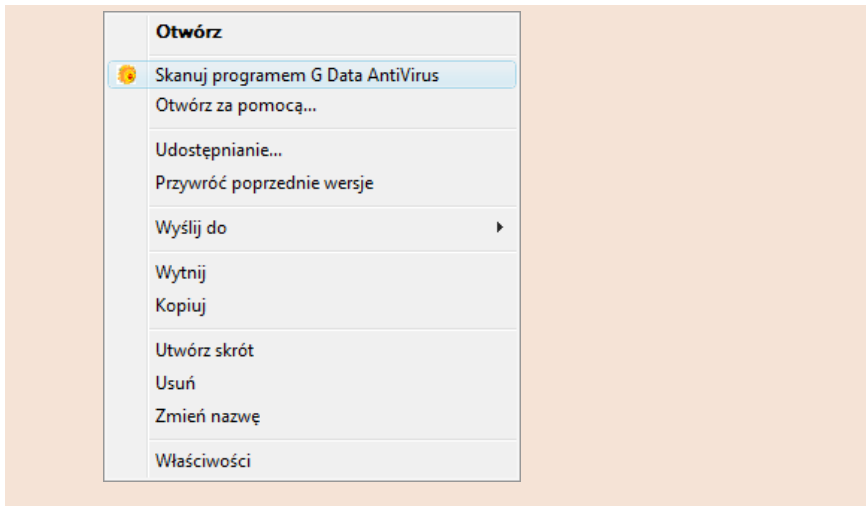 Otwórz
Skanuj programem G Data AntiVirus
Otwórz za pomocą...
Udostępnianie...
Przywróć poprzednie wersje
Wyślij do
Wytnij
Kopiuj
Utwórz skrót
Usuń
Zmień nazwę
Właściwości